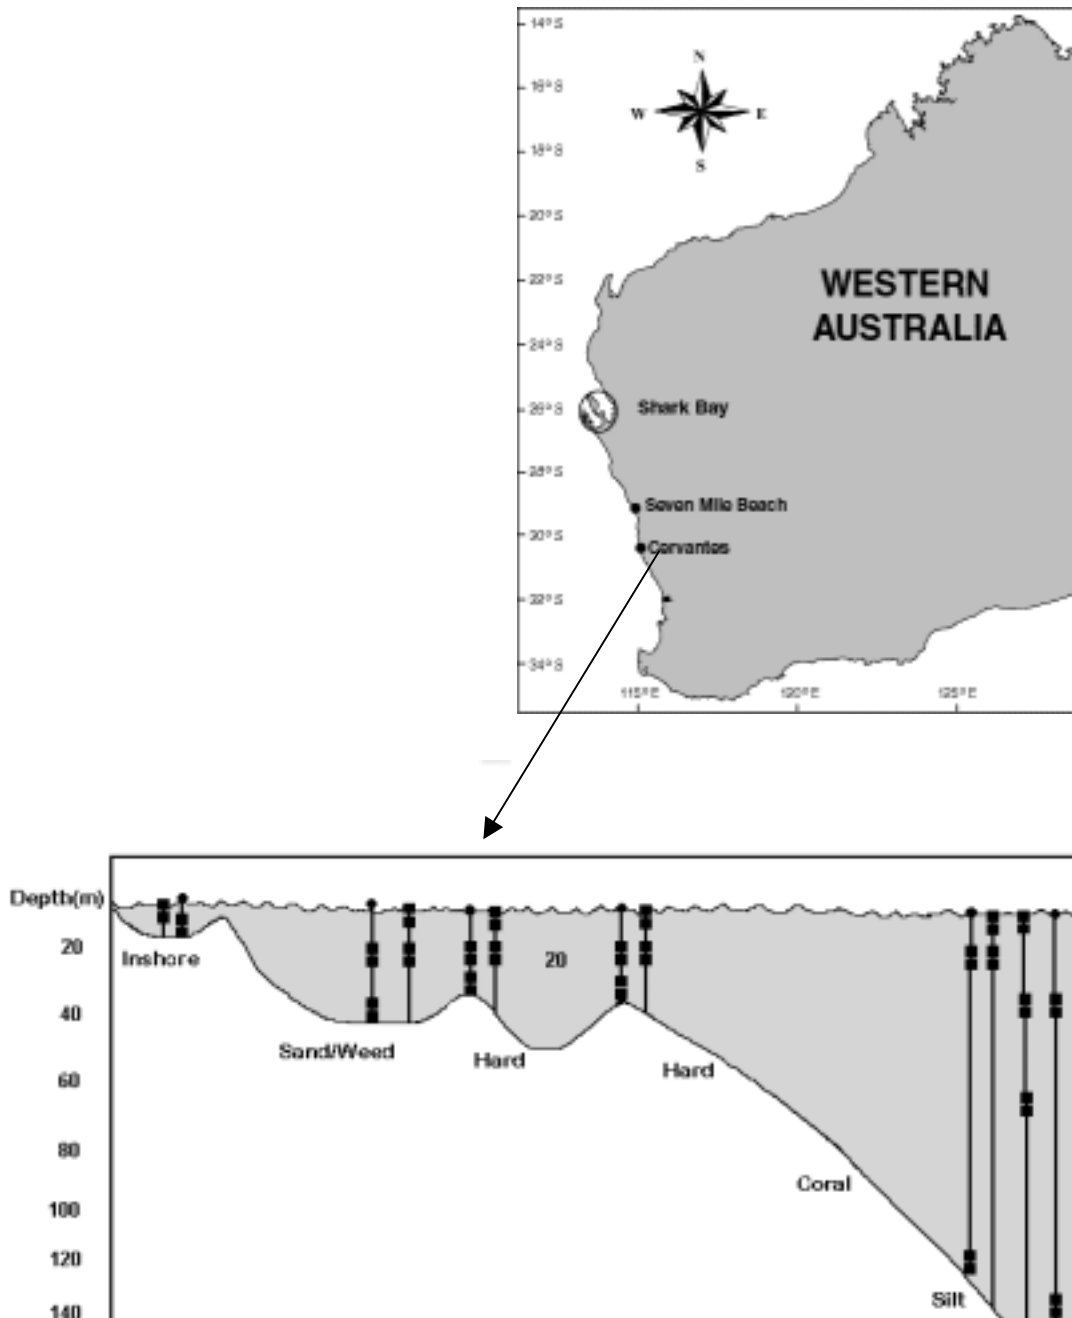 14° S
N
16° S
W E
18° S
S
20° S
22° S
WESTERN
AUSTRALIA
24° S
26° S
Shark Bay
28° S
Seven Mile Beach
30° S
Cervantes
32° S
34° S
115° E 120° E 125° E
Depth(m)
20
Inshore
20
40
Sand/Weed
Hard
Hard
60
80
Coral
100
120
Silt
140